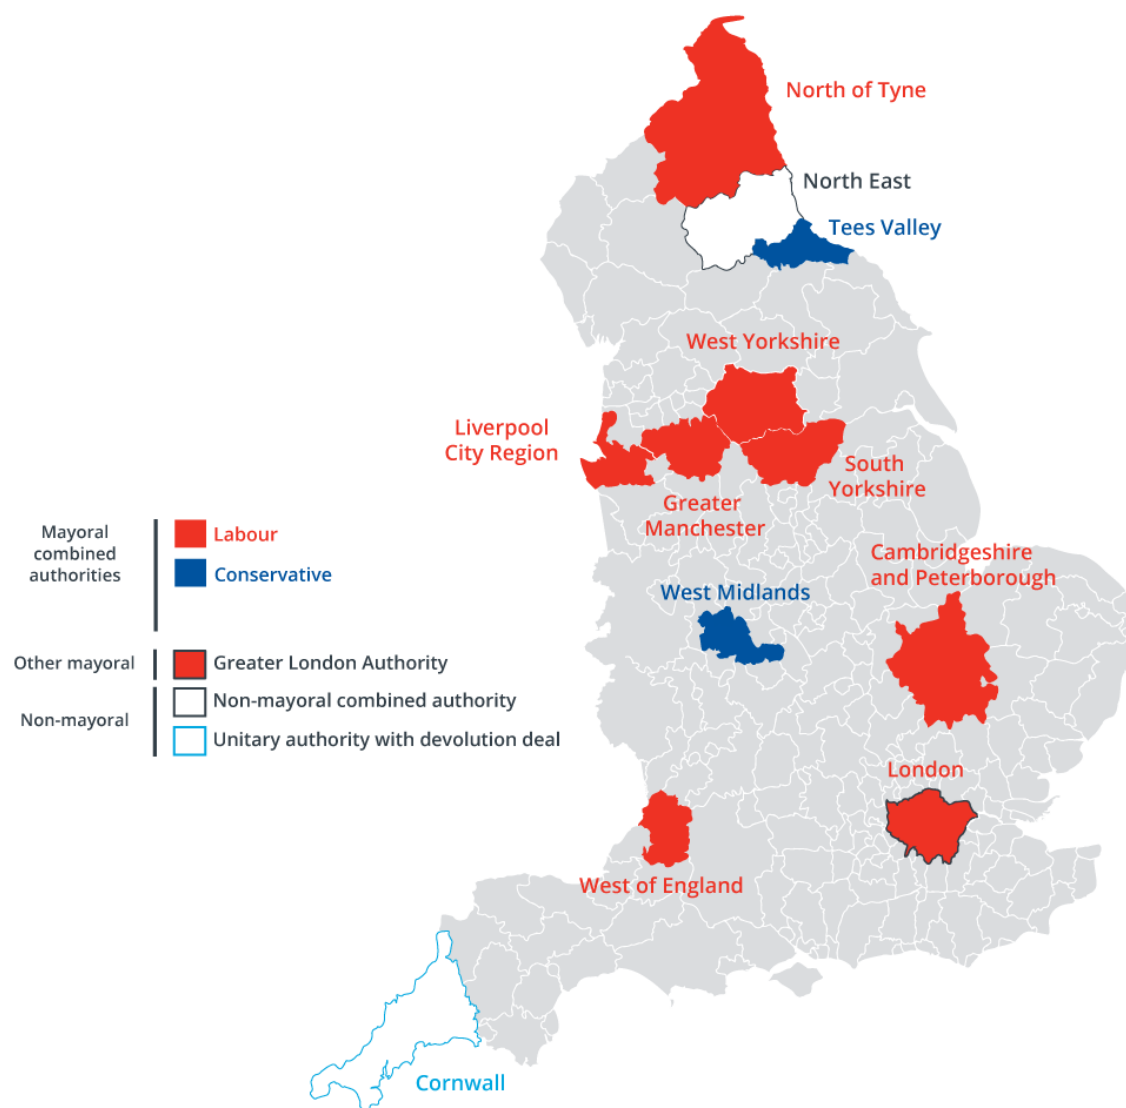 North of Tyne
North East
Tees Valley
West Yorkshire
Liverpool
City Region
South
Yorkshire
Greater
Manchester
Mayoral
combined
authorities
Labour
Conservative
Cambridgeshire
and Peterborough
West Midlands
Other mayoral
Greater London Authority
Non-mayoral
Non-mayoral combined authority
Unitary authority with devolution deal
London
West of England
Cornwall